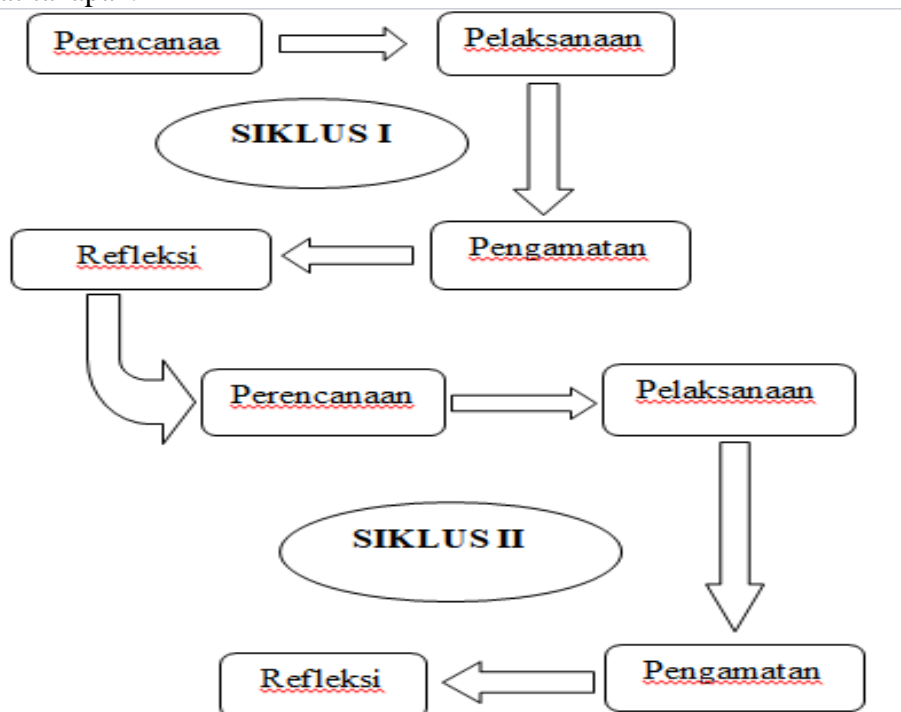 Perencanaa
Pelaksanaan
SIKLUS I
Pengamatan
Refleksi
Perencanaan
Pelaksanaan
SIKLUS II
Pengamatan
Refleksi